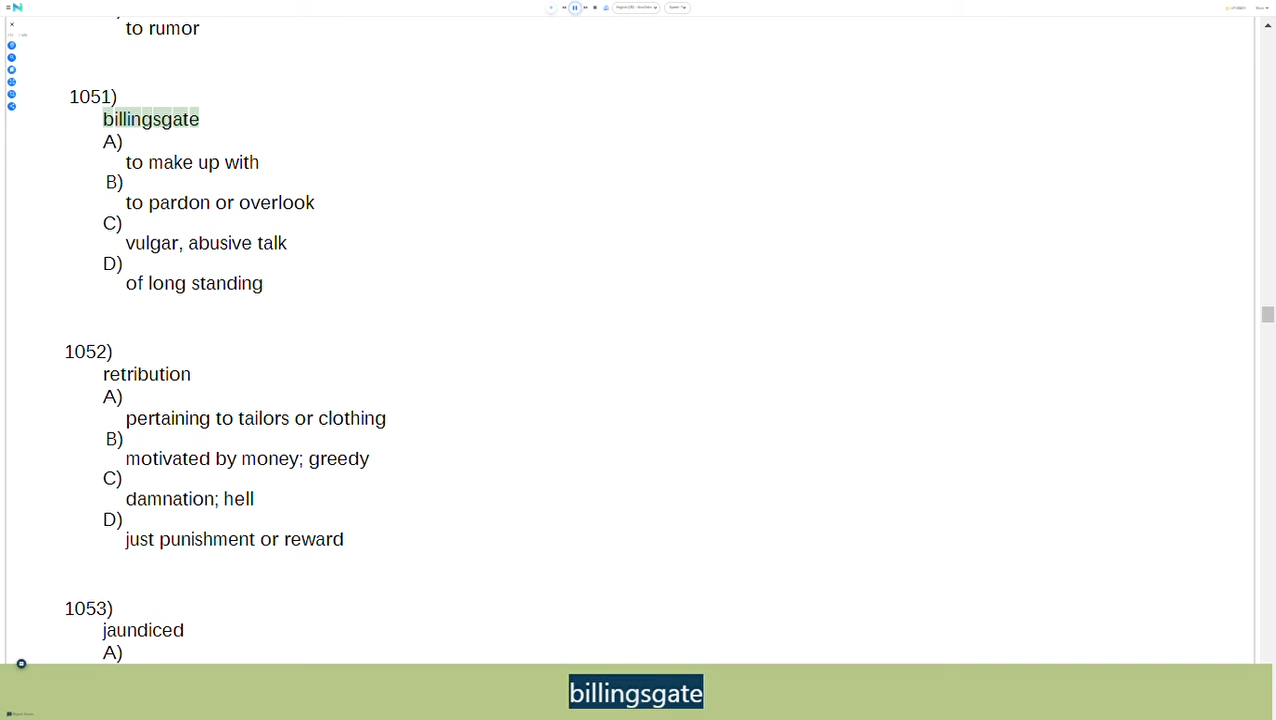 to rumor
1051)
billingsgate
A)
to make up with
B)
to pardon or overlook
C)
vulgar, abusive talk
D)
of long standing
1052)
retribution
A)
pertaining to tailors or clothing
B)
motivated by money; greedy
C)
damnation; hell
D)
just punishment or reward
1053)
jaundiced
A)
billingsgate